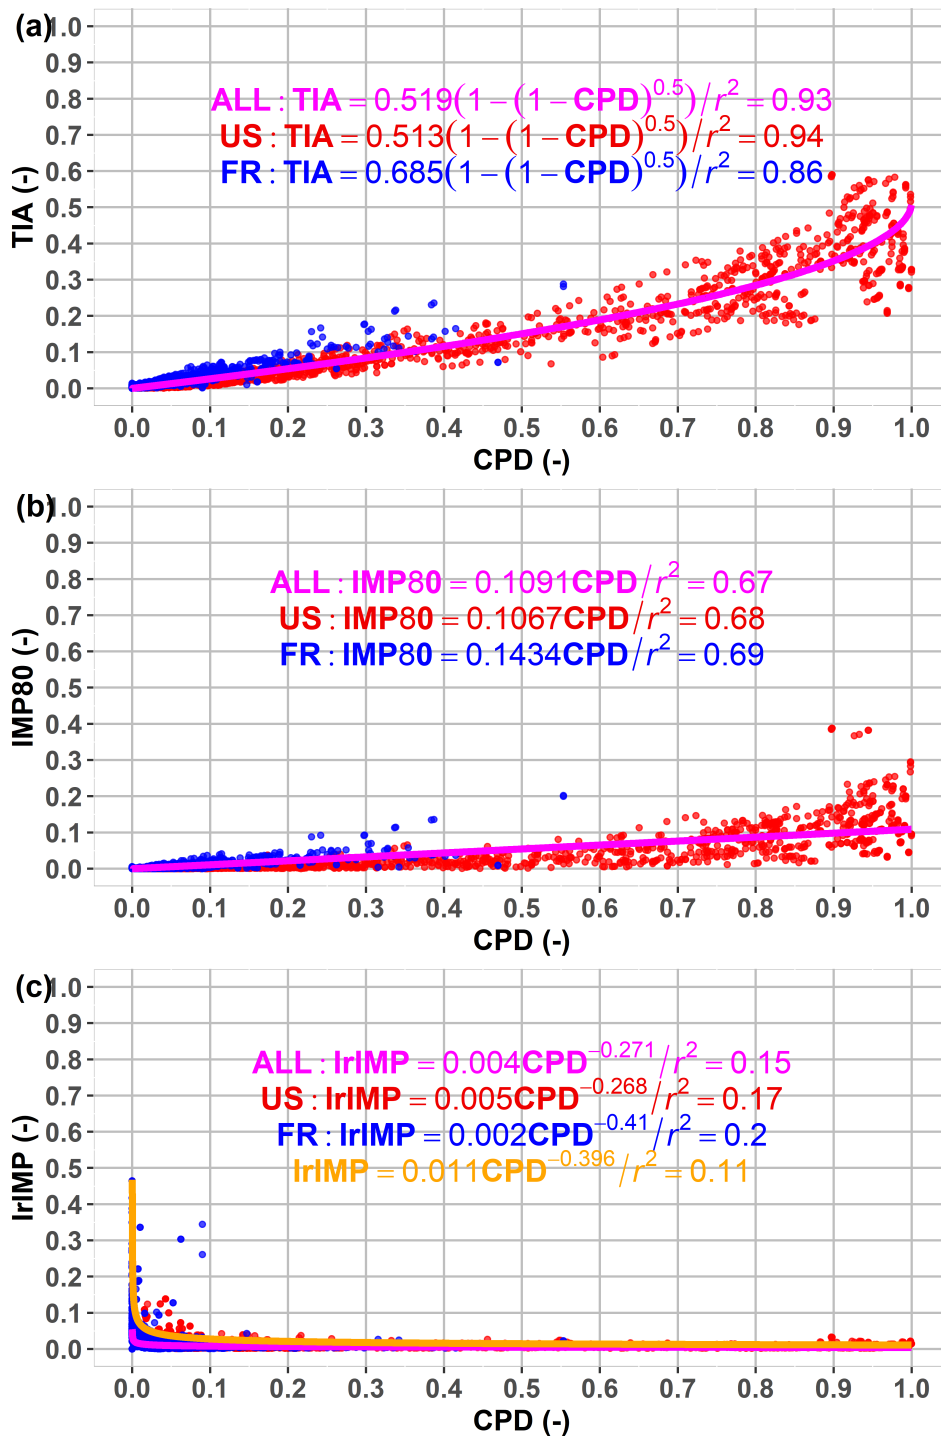 (a)
1.0
0.9
0.8
0.7
0.6
0.5
0.4
0.3
0.2
0.1
0.0
TIA (-)
ALL : TIA = 0.519(1 − (1 − CPD)^0.5)/r² = 0.93
US : TIA = 0.513(1 − (1 − CPD)^0.5)/r² = 0.94
FR : TIA = 0.685(1 − (1 − CPD)^0.5)/r² = 0.86
0.0 0.1 0.2 0.3 0.4 0.5 0.6 0.7 0.8 0.9 1.0
CPD (-)
(b)
1.0
0.9
0.8
0.7
0.6
0.5
0.4
0.3
0.2
0.1
0.0
IMP80 (-)
ALL : IMP80 = 0.1091CPD/r² = 0.67
US : IMP80 = 0.1067CPD/r² = 0.68
FR : IMP80 = 0.1434CPD/r² = 0.69
0.0 0.1 0.2 0.3 0.4 0.5 0.6 0.7 0.8 0.9 1.0
CPD (-)
(c)
1.0
0.9
0.8
0.7
0.6
0.5
0.4
0.3
0.2
0.1
0.0
IrIMP (-)
ALL : IrIMP = 0.004CPD^−0.271/r² = 0.15
US : IrIMP = 0.005CPD^−0.268/r² = 0.17
FR : IrIMP = 0.002CPD^−0.41/r² = 0.2
IrIMP = 0.011CPD^−0.396/r² = 0.11
0.0 0.1 0.2 0.3 0.4 0.5 0.6 0.7 0.8 0.9 1.0
CPD (-)